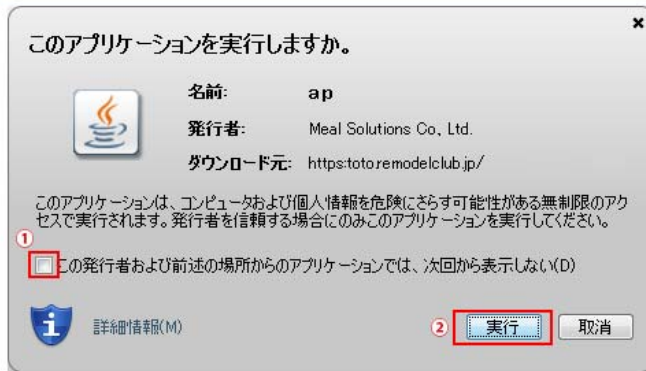 このアプリケーションを実行しますか。
名前: ap
発行者: Meal Solutions Co, Ltd.
ダウンロード元: https:toto.remodelclub.jp/
このアプリケーションは、コンピュータおよび個人情報を危険にさらす可能性がある無制限のアク
セスで実行されます。発行者を信頼する場合にのみこのアプリケーションを実行してください。
①
この発行者および前述の場所からのアプリケーションでは、次回から表示しない(D)
詳細情報(M) ② 実行 取消